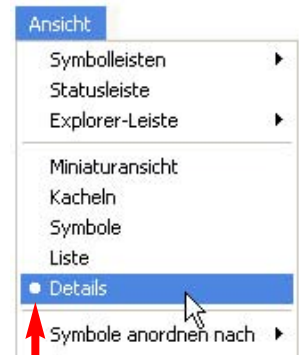 Ansicht
Symbolleisten
Statusleiste
Explorer-Leiste
Miniaturansicht
Kacheln
Symbole
Liste
Details
Symbole anordnen nach